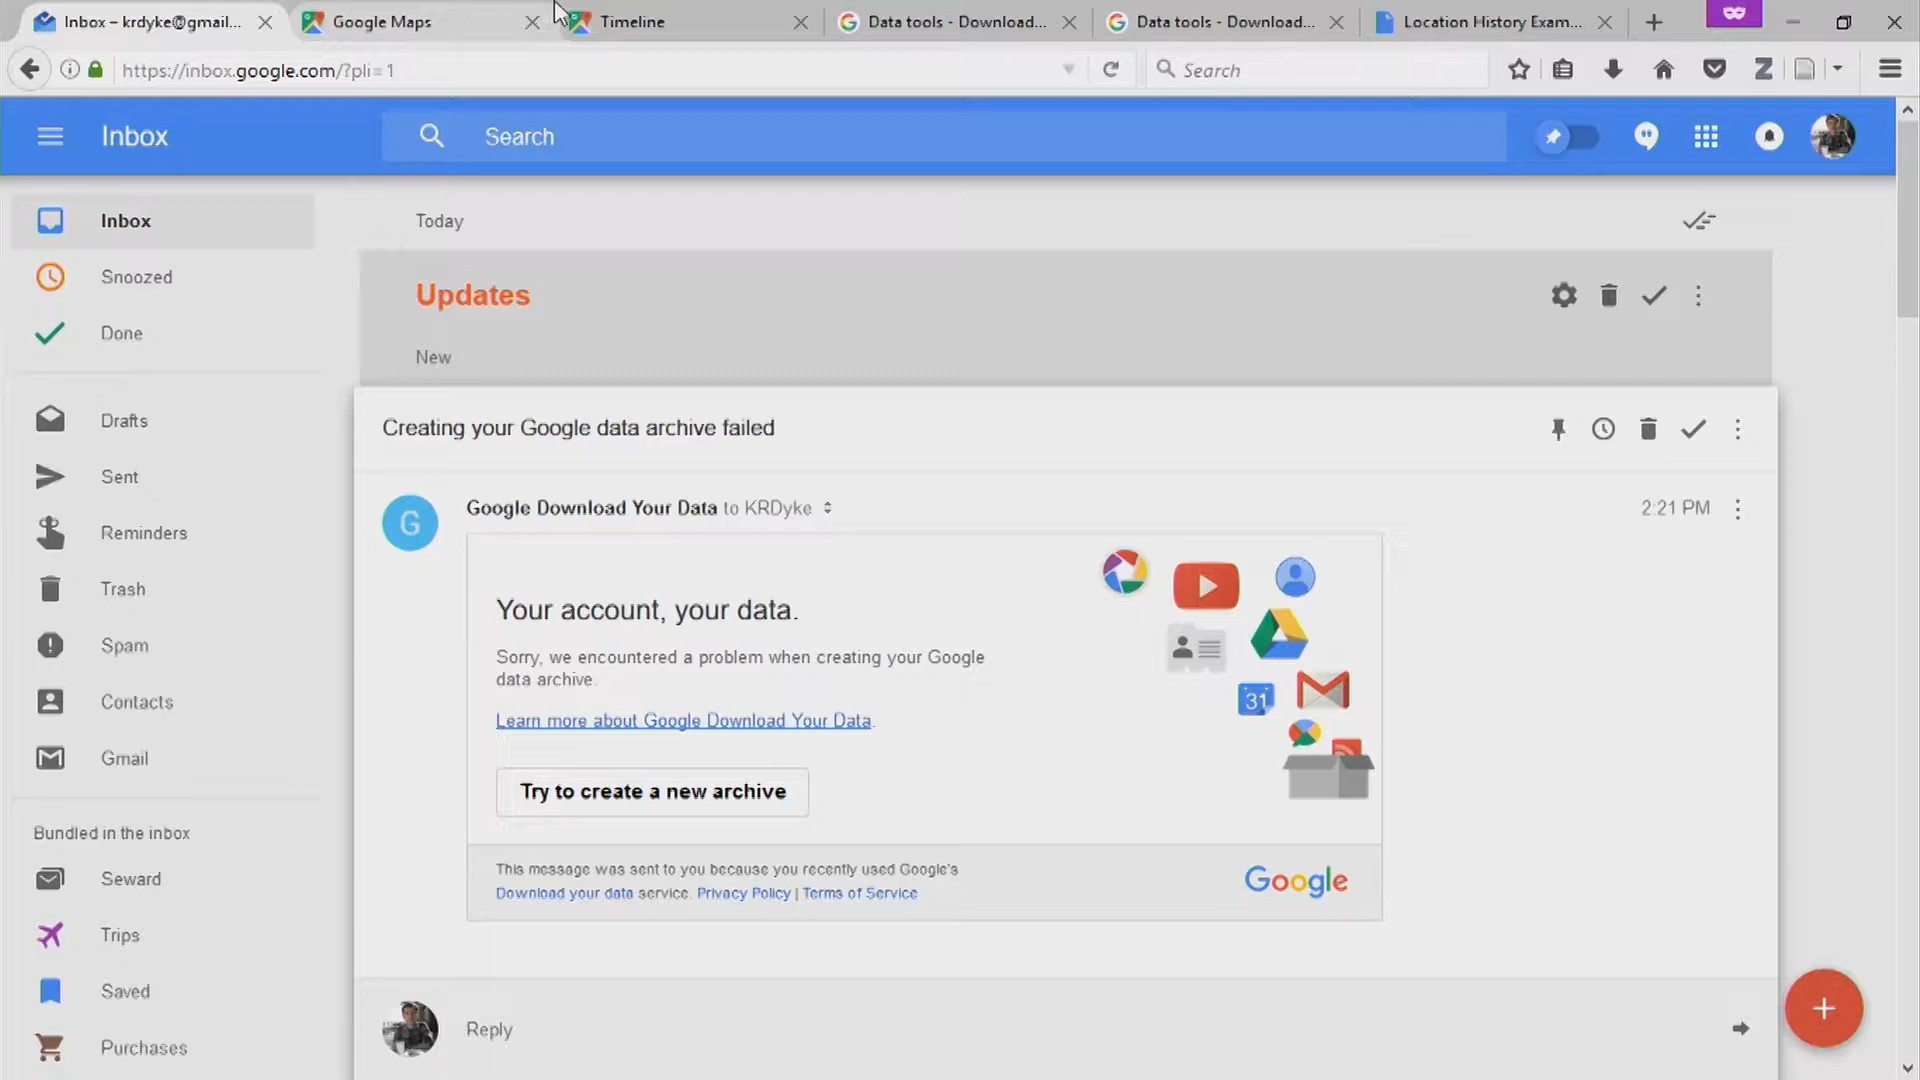 Inbox – krdyke@gmail...
Google Maps
Timeline
Data tools - Download...
Data tools - Download...
Location History Exam...
https://inbox.google.com/?pli=1
Search
Z
Inbox
Search
Inbox
Snoozed
Done
Drafts
Sent
Reminders
Trash
Spam
Contacts
Gmail
Bundled in the inbox
Seward
Trips
Saved
Purchases
Today
Updates
New
Creating your Google data archive failed
G
Google Download Your Data to KRDyke
2:21 PM
Your account, your data.
Sorry, we encountered a problem when creating your Google
data archive.
Learn more about Google Download Your Data.
Try to create a new archive
31
This message was sent to you because you recently used Google's
Download your data service. Privacy Policy | Terms of Service
Google
Reply